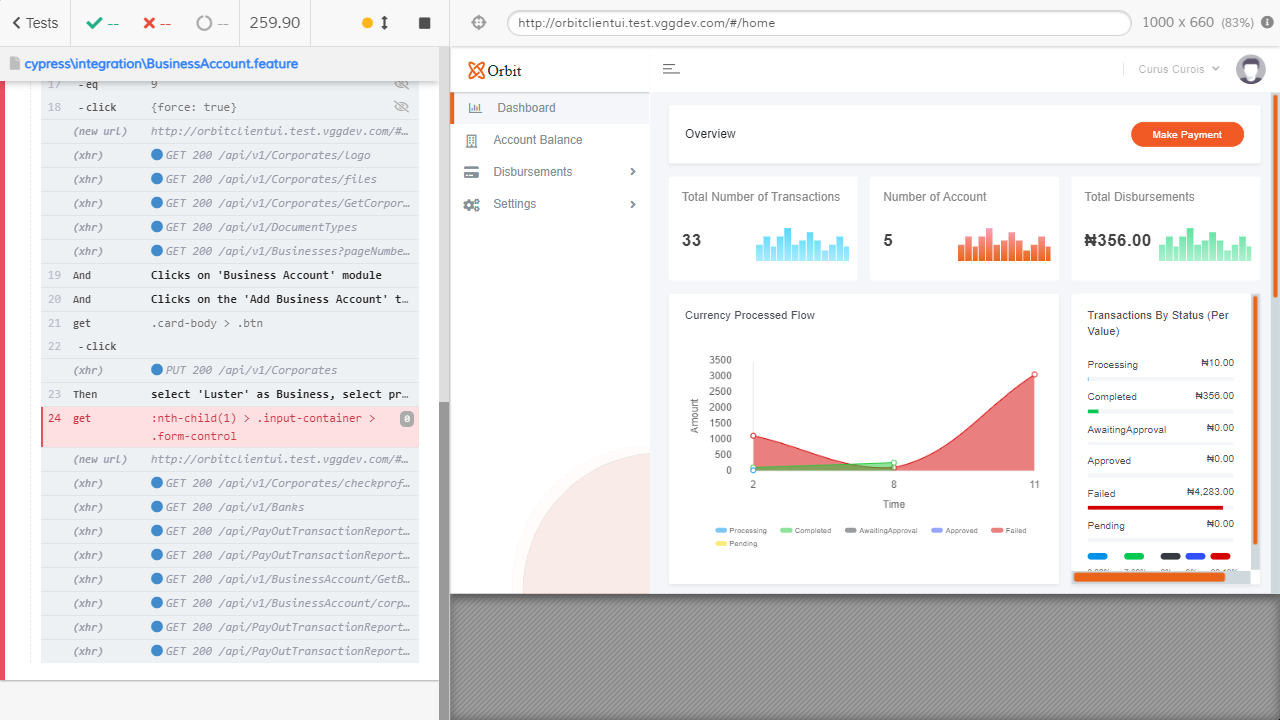 Tests
--
--
--
259.90
http://orbitclientui.test.vggdev.com/#/home
1000 x 660 (83%)
cypress\integration\BusinessAccount.feature
17 - eq 9
18 - click {force: true}
(new url) http://orbitclientui.test.vggdev.com/#…
(xhr) GET 200 /api/v1/Corporates/logo
(xhr) GET 200 /api/v1/Corporates/files
(xhr) GET 200 /api/v1/Corporates/GetCorpor…
(xhr) GET 200 /api/v1/DocumentTypes
(xhr) GET 200 /api/v1/Businesses?pageNumbe…
19 And Clicks on 'Business Account' module
20 And Clicks on the 'Add Business Account' t…
21 get .card-body > .btn
22 - click
(xhr) PUT 200 /api/v1/Corporates
23 Then select 'Luster' as Business, select pr…
24 get :nth-child(1) > .input-container > 0
.form-control
(new url) http://orbitclientui.test.vggdev.com/#…
(xhr) GET 200 /api/v1/Corporates/checkprof…
(xhr) GET 200 /api/v1/Banks
(xhr) GET 200 /api/PayOutTransactionReport…
(xhr) GET 200 /api/PayOutTransactionReport…
(xhr) GET 200 /api/v1/BusinessAccount/GetB…
(xhr) GET 200 /api/v1/BusinessAccount/corp…
(xhr) GET 200 /api/PayOutTransactionReport…
(xhr) GET 200 /api/PayOutTransactionReport…
Orbit
Curus Curois
Dashboard
Account Balance
Disbursements
Settings
Overview
Make Payment
Total Number of Transactions
33
Number of Account
5
Total Disbursements
₦356.00
Currency Processed Flow
3500
3000
2500
2000
1500
1000
500
0
Amount
2 8 11
Time
Processing Completed AwaitingApproval Approved Failed
Pending
Transactions By Status (Per
Value)
Processing ₦10.00
Completed ₦356.00
AwaitingApproval ₦0.00
Approved ₦0.00
Failed ₦4,283.00
Pending ₦0.00